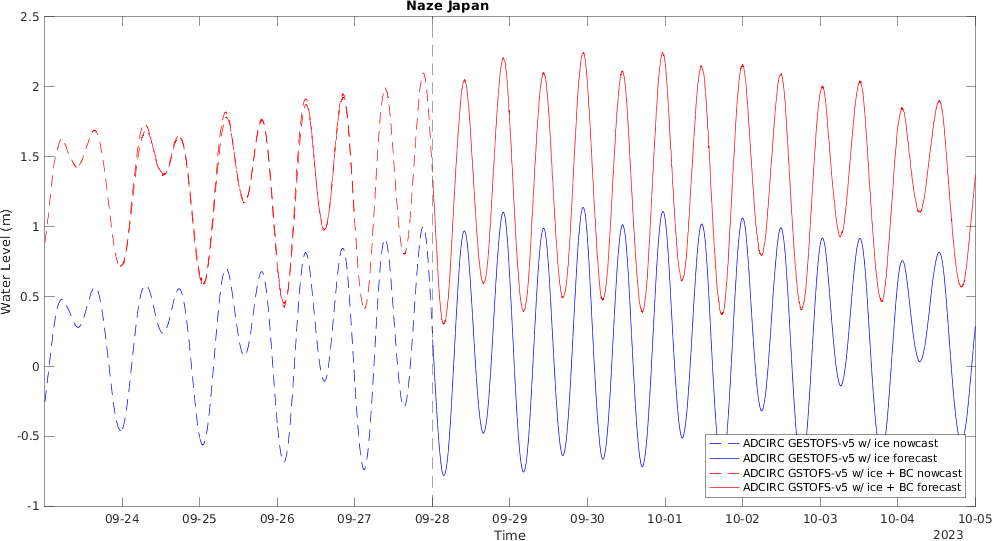 Naze Japan
2.5
2
1.5
1
0.5
0
-0.5
-1
Water Level (m)
ADCIRC GESTOFS-v5 w/ ice nowcast
ADCIRC GESTOFS-v5 w/ ice forecast
ADCIRC GSTOFS-v5 w/ ice + BC nowcast
ADCIRC GSTOFS-v5 w/ ice + BC forecast
09-24 09-25 09-26 09-27 09-28 09-29 09-30 10-01 10-02 10-03 10-04 10-05
Time
2023